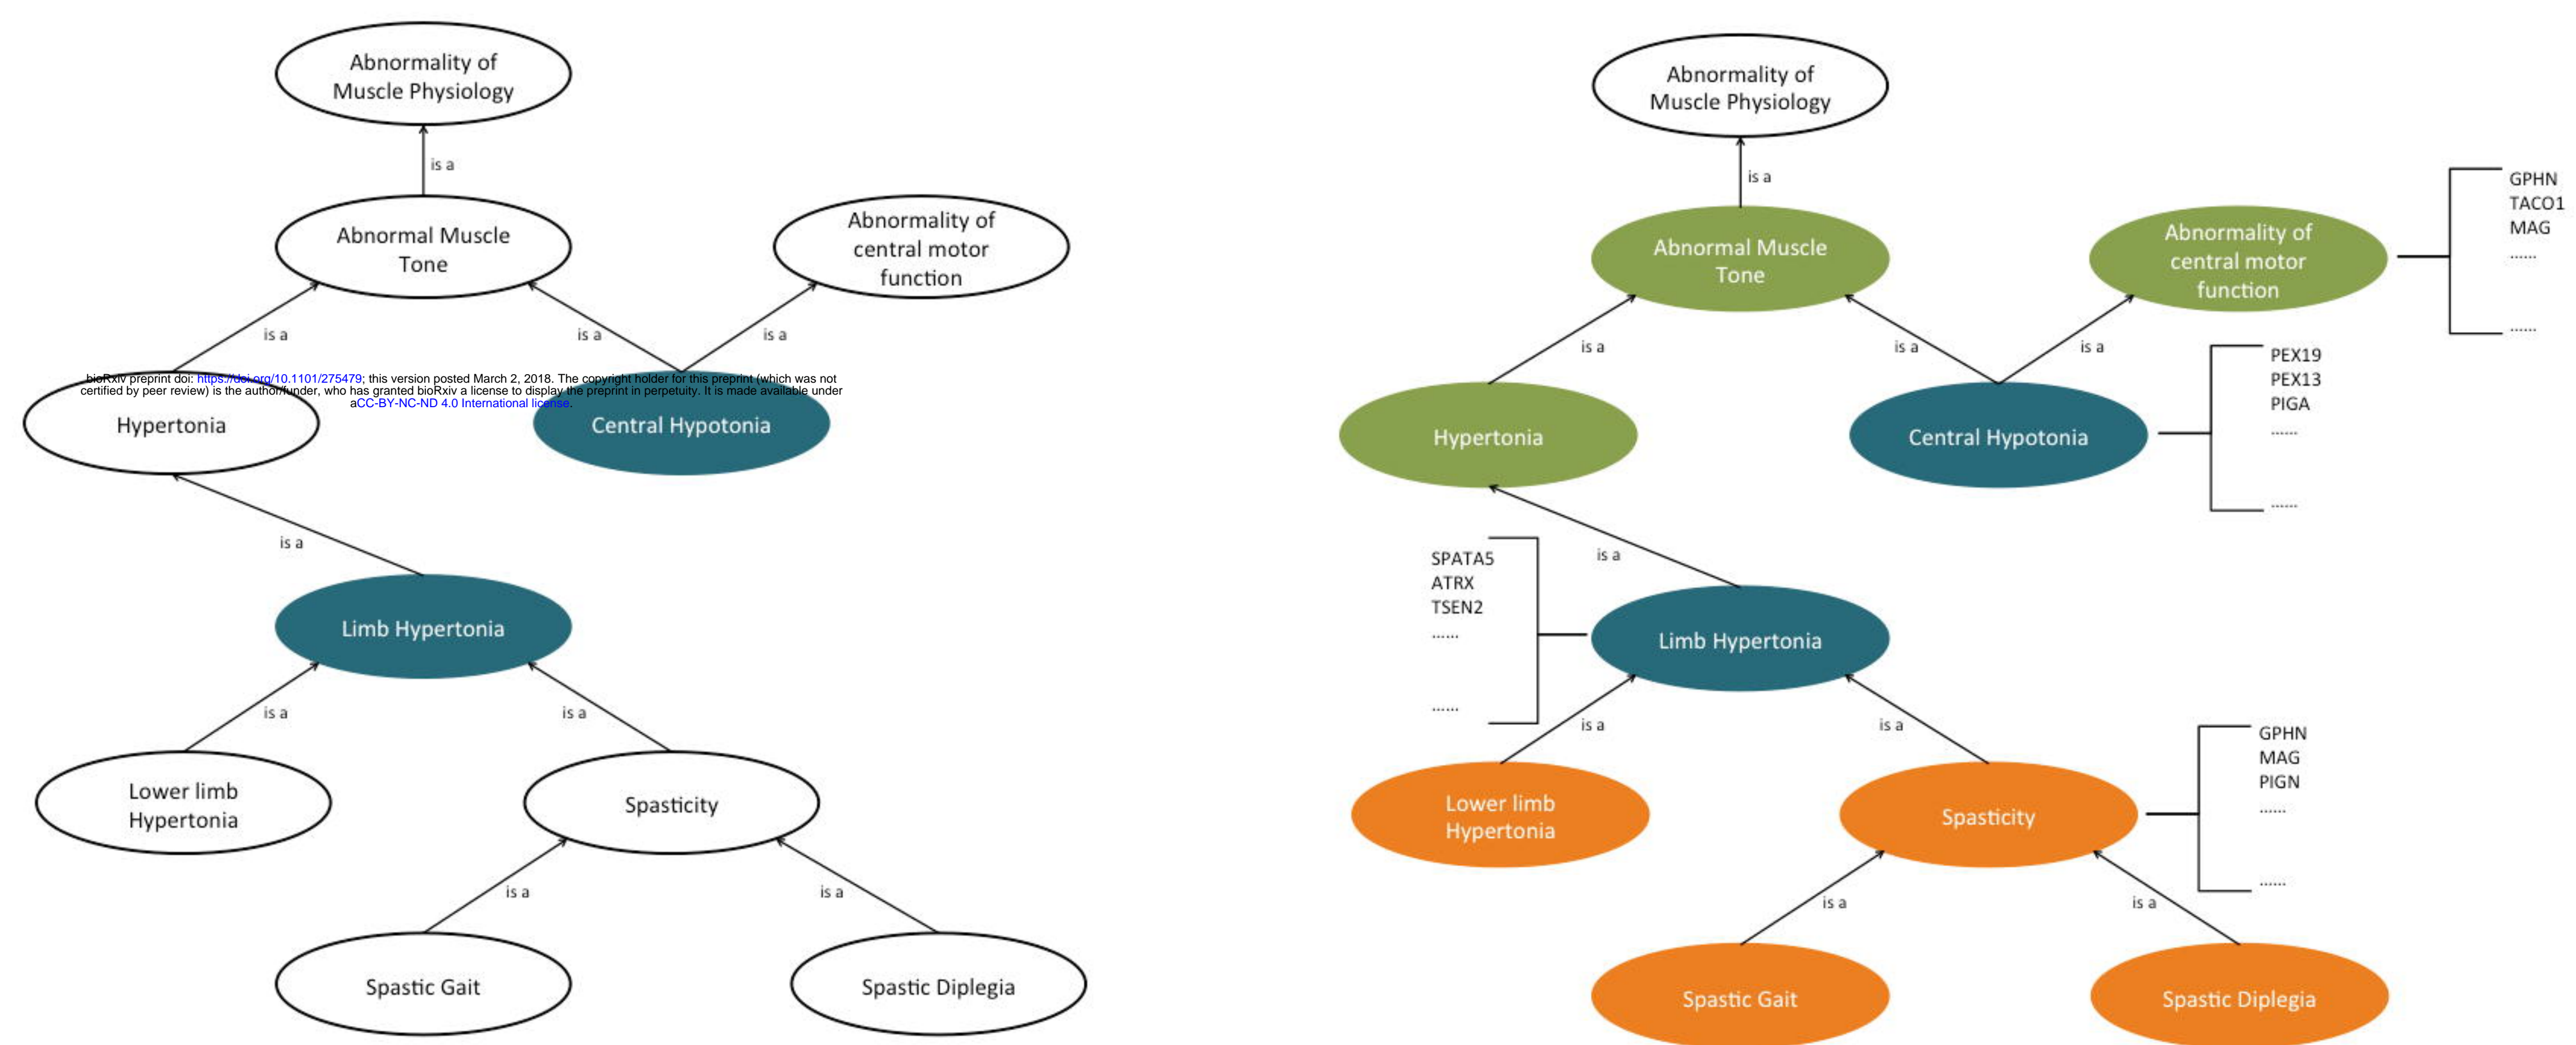 Abnormality of
Muscle Physiology
is a
Abnormal Muscle
Tone
Abnormality of
central motor
function
is a
is a
is a
bioRxiv preprint doi: https://doi.org/10.1101/275479; this version posted March 2, 2018. The copyright holder for this preprint (which was not
certified by peer review) is the author/funder, who has granted bioRxiv a license to display the preprint in perpetuity. It is made available under
aCC-BY-NC-ND 4.0 International license.
Hypertonia
Central Hypotonia
is a
Limb Hypertonia
is a
is a
Lower limb
Hypertonia
Spasticity
is a
is a
Spastic Gait
Spastic Diplegia
Abnormality of
Muscle Physiology
is a
Abnormal Muscle
Tone
Abnormality of
central motor
function
GPHN
TACO1
MAG
......
......
is a
is a
is a
Hypertonia
Central Hypotonia
PEX19
PEX13
PIGA
......
......
is a
SPATA5
ATRX
TSEN2
......
......
Limb Hypertonia
is a
is a
Lower limb
Hypertonia
Spasticity
GPHN
MAG
PIGN
......
......
is a
is a
Spastic Gait
Spastic Diplegia